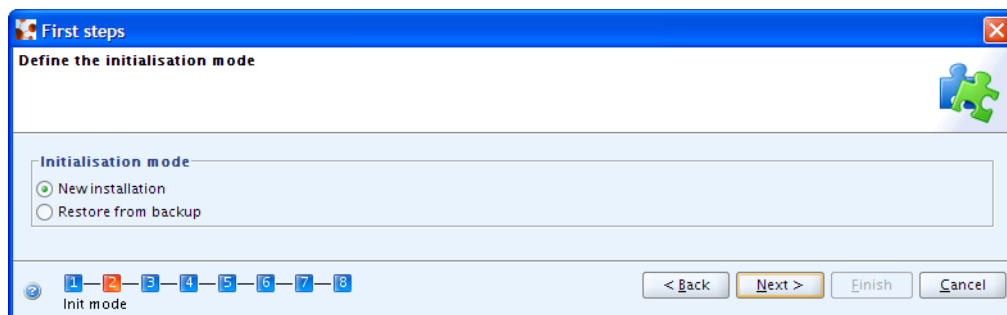 First steps
Define the initialisation mode
Initialisation mode
New installation
Restore from backup
1 2 3 4 5 6 7 8
Init mode
< Back Next > Finish Cancel